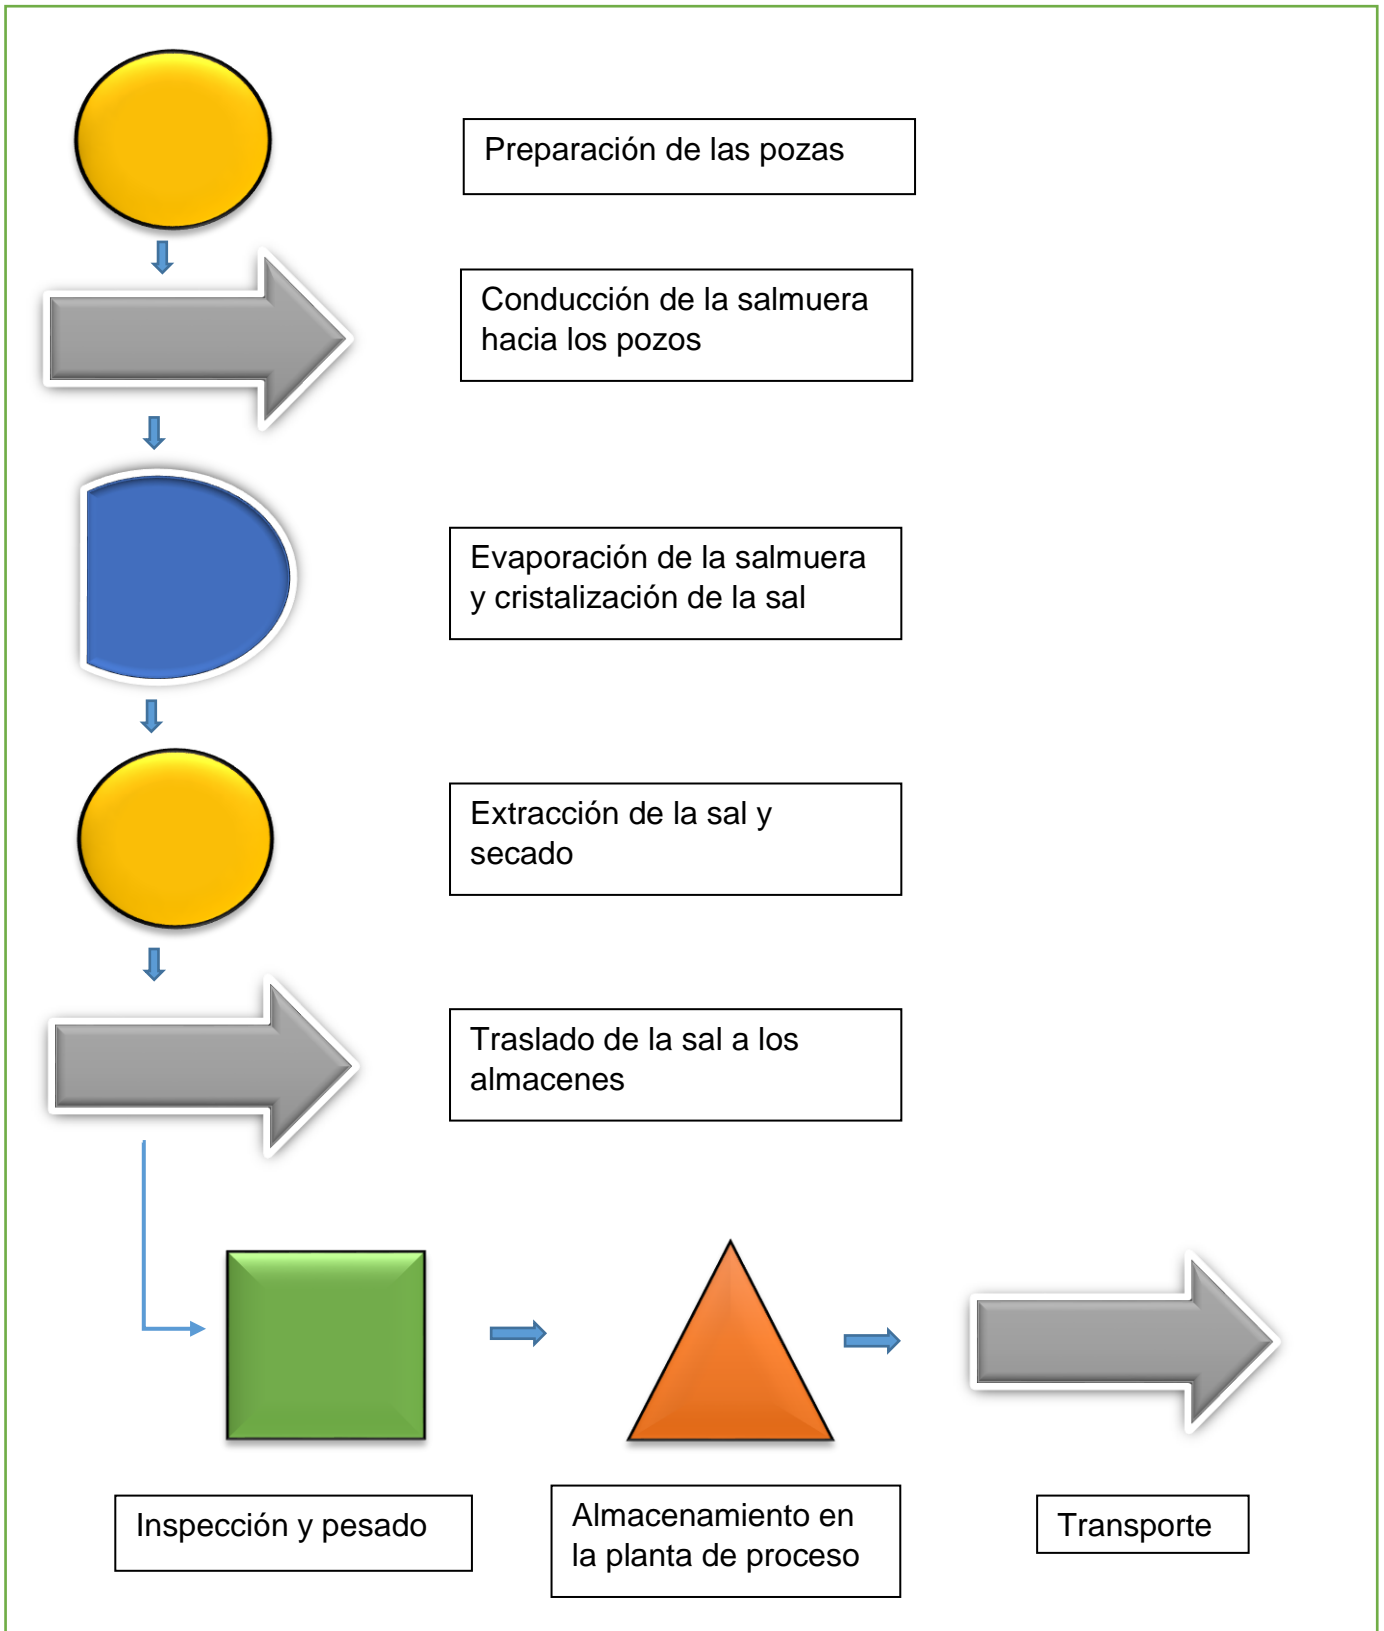 Preparación de las pozas
Conducción de la salmuera
hacia los pozos
Evaporación de la salmuera
y cristalización de la sal
Extracción de la sal y
secado
Traslado de la sal a los
almacenes
Inspección y pesado
Almacenamiento en
la planta de proceso
Transporte